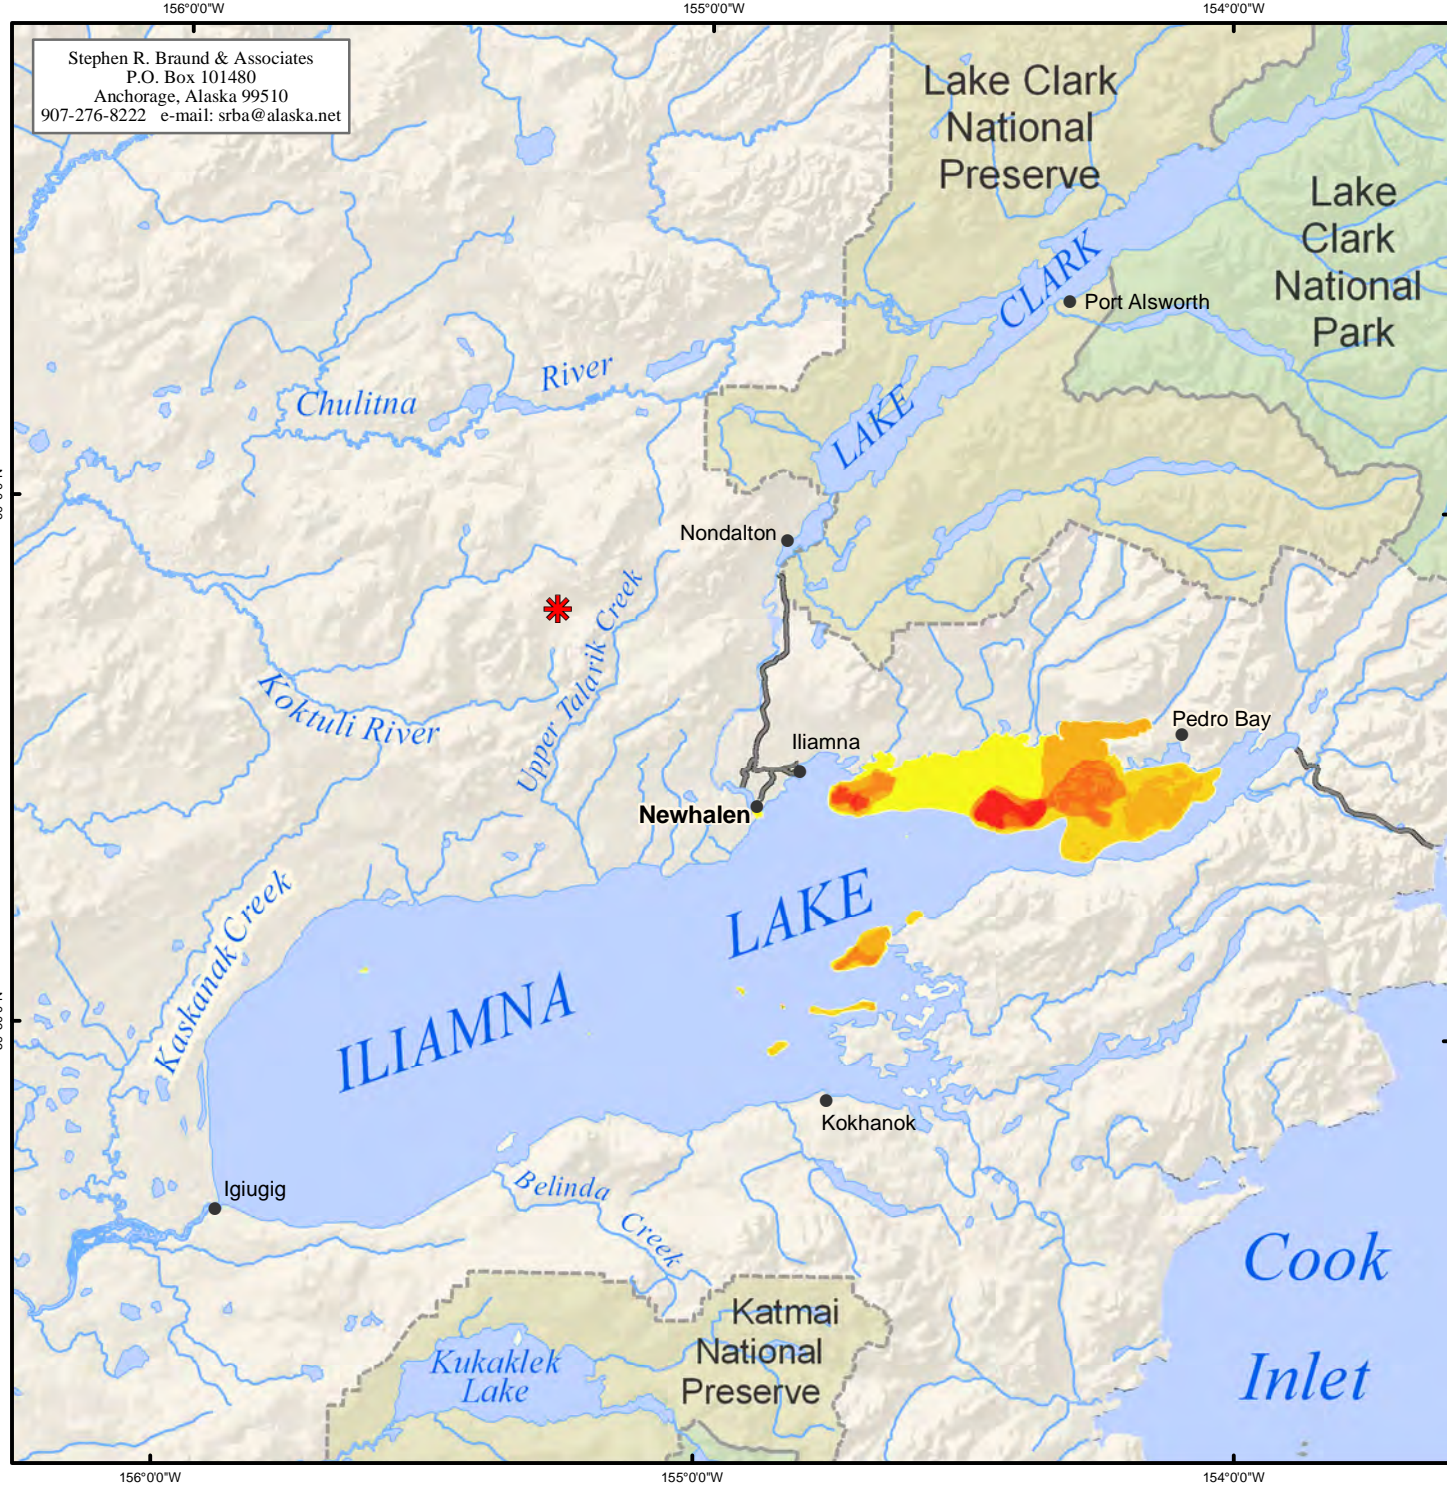 156°0'0"W
155°0'0"W
154°0'0"W
Stephen R. Braund & Associates
P.O. Box 101480
Anchorage, Alaska 99510
907-276-8222 e-mail: srba@alaska.net
Lake Clark
National
Preserve
Lake
Clark
National
Park
LAKE CLARK
Port Alsworth
Chulitna River
Nondalton
Koktuli River
Upper Talarik Creek
Pedro Bay
Iliamna
Newhalen
Kaskanak Creek
ILIAMNA LAKE
Kokhanok
Igiugig
Belinda
Creek
Cook
Inlet
Katmai
National
Preserve
Kukaklek
Lake
156°0'0"W
155°0'0"W
154°0'0"W